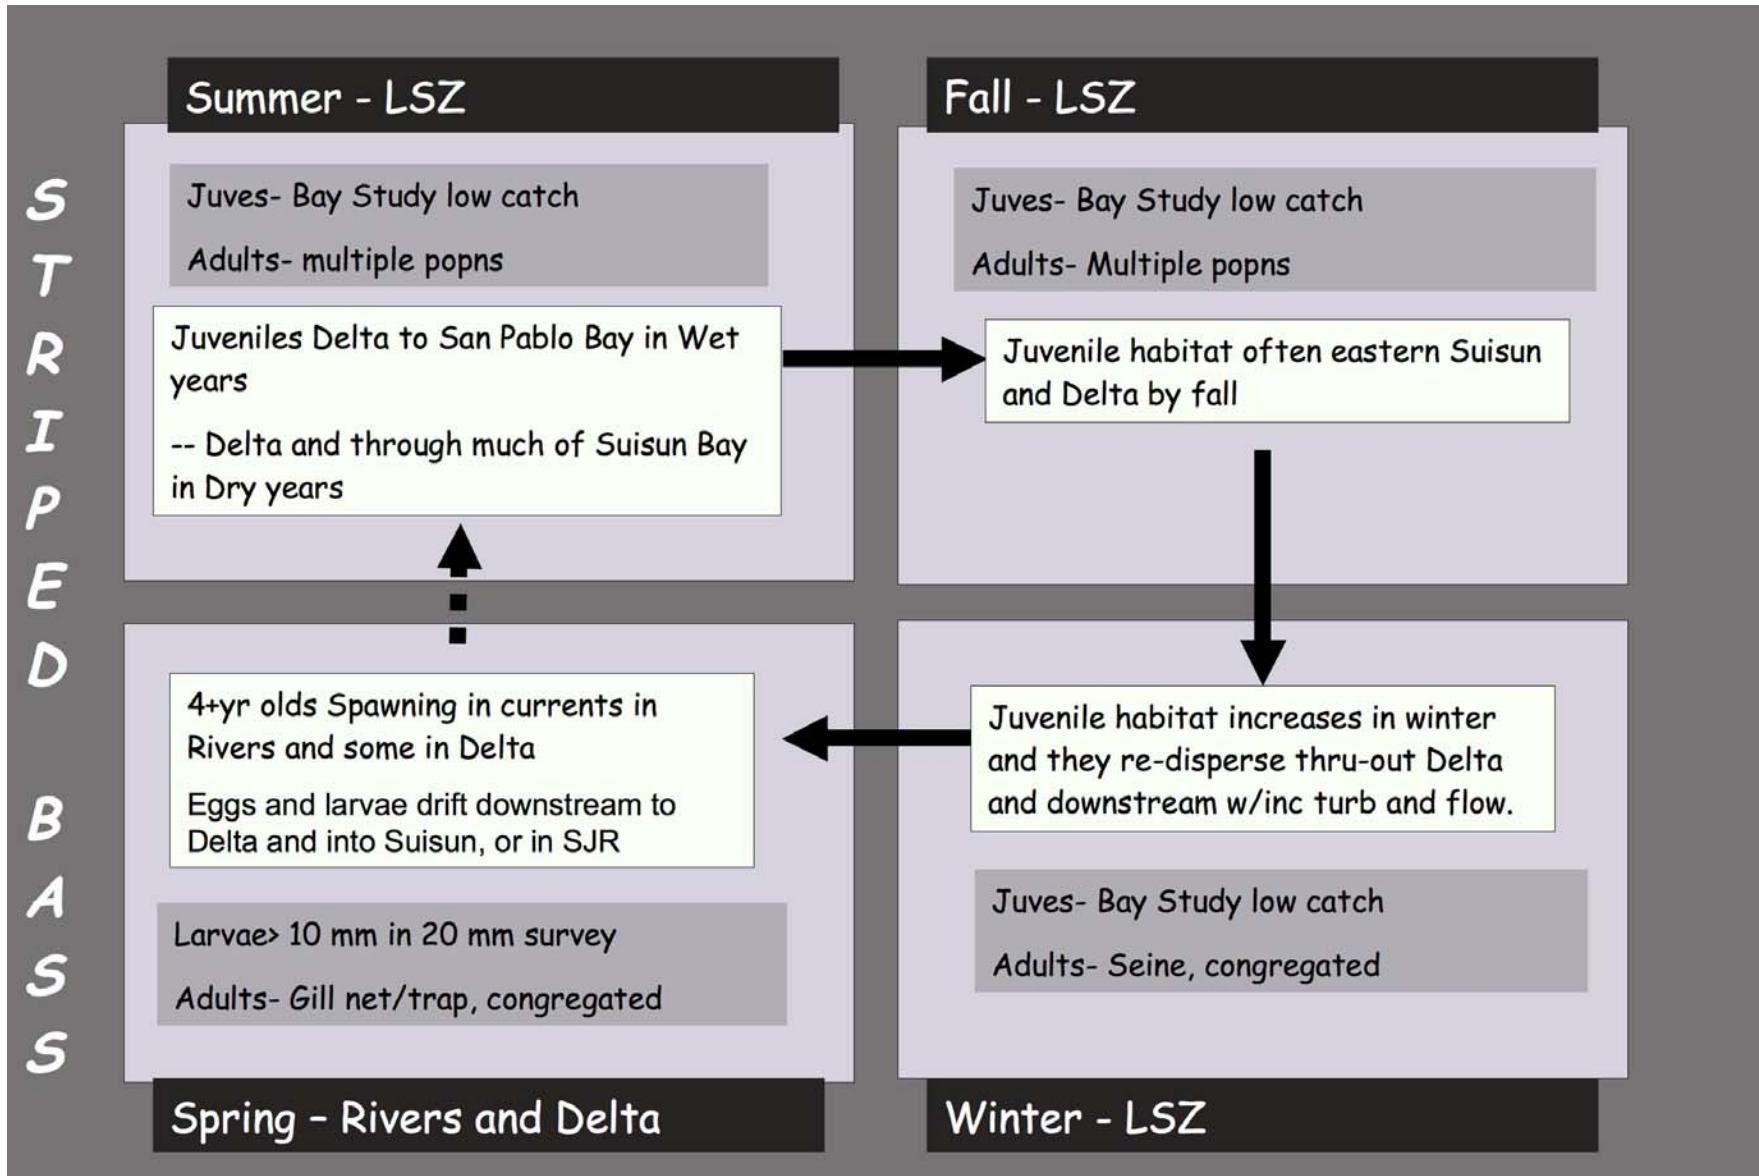 STRIPED BASS
Summer - LSZ
Juves- Bay Study low catch
Adults- multiple popns
Juveniles Delta to San Pablo Bay in Wet
years
-- Delta and through much of Suisun Bay
in Dry years
Fall - LSZ
Juves- Bay Study low catch
Adults- Multiple popns
Juvenile habitat often eastern Suisun
and Delta by fall
4+yr olds Spawning in currents in
Rivers and some in Delta
Eggs and larvae drift downstream to
Delta and into Suisun, or in SJR
Larvae> 10 mm in 20 mm survey
Adults- Gill net/trap, congregated
Spring – Rivers and Delta
Juvenile habitat increases in winter
and they re-disperse thru-out Delta
and downstream w/inc turb and flow.
Juves- Bay Study low catch
Adults- Seine, congregated
Winter - LSZ